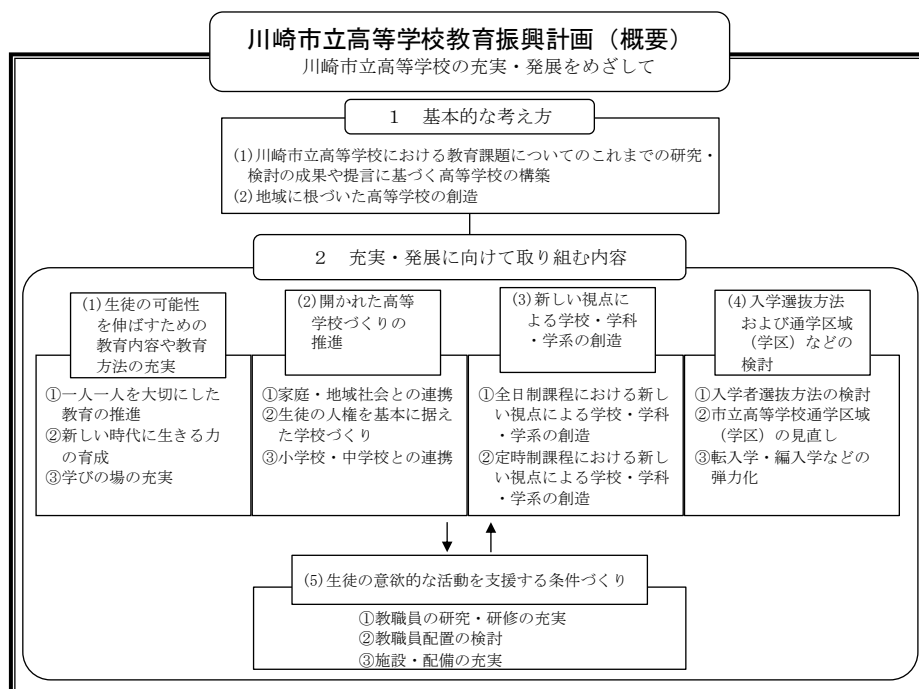 川崎市立高等学校教育振興計画（概要）
川崎市立高等学校の充実・発展をめざして
1　基本的な考え方
(1)川崎市立高等学校における教育課題についてのこれまでの研究・
検討の成果や提言に基づく高等学校の構築
(2)地域に根づいた高等学校の創造
2　充実・発展に向けて取り組む内容
(1)生徒の可能性
を伸ばすための
教育内容や教育
方法の充実
①一人一人を大切にした
教育の推進
②新しい時代に生きる力
の育成
③学びの場の充実
(2)開かれた高等
学校づくりの
推進
①家庭・地域社会との連携
②生徒の人権を基本に据え
た学校づくり
③小学校・中学校との連携
(3)新しい視点に
よる学校・学科
・学系の創造
①全日制課程における新し
い視点による学校・学科
・学系の創造
②定時制課程における新し
い視点による学校・学科
・学系の創造
(4)入学選抜方法
および通学区域
（学区）などの
検討
①入学者選抜方法の検討
②市立高等学校通学区域
（学区）の見直し
③転入学・編入学などの
弾力化
(5)生徒の意欲的な活動を支援する条件づくり
①教職員の研究・研修の充実
②教職員配置の検討
③施設・配備の充実